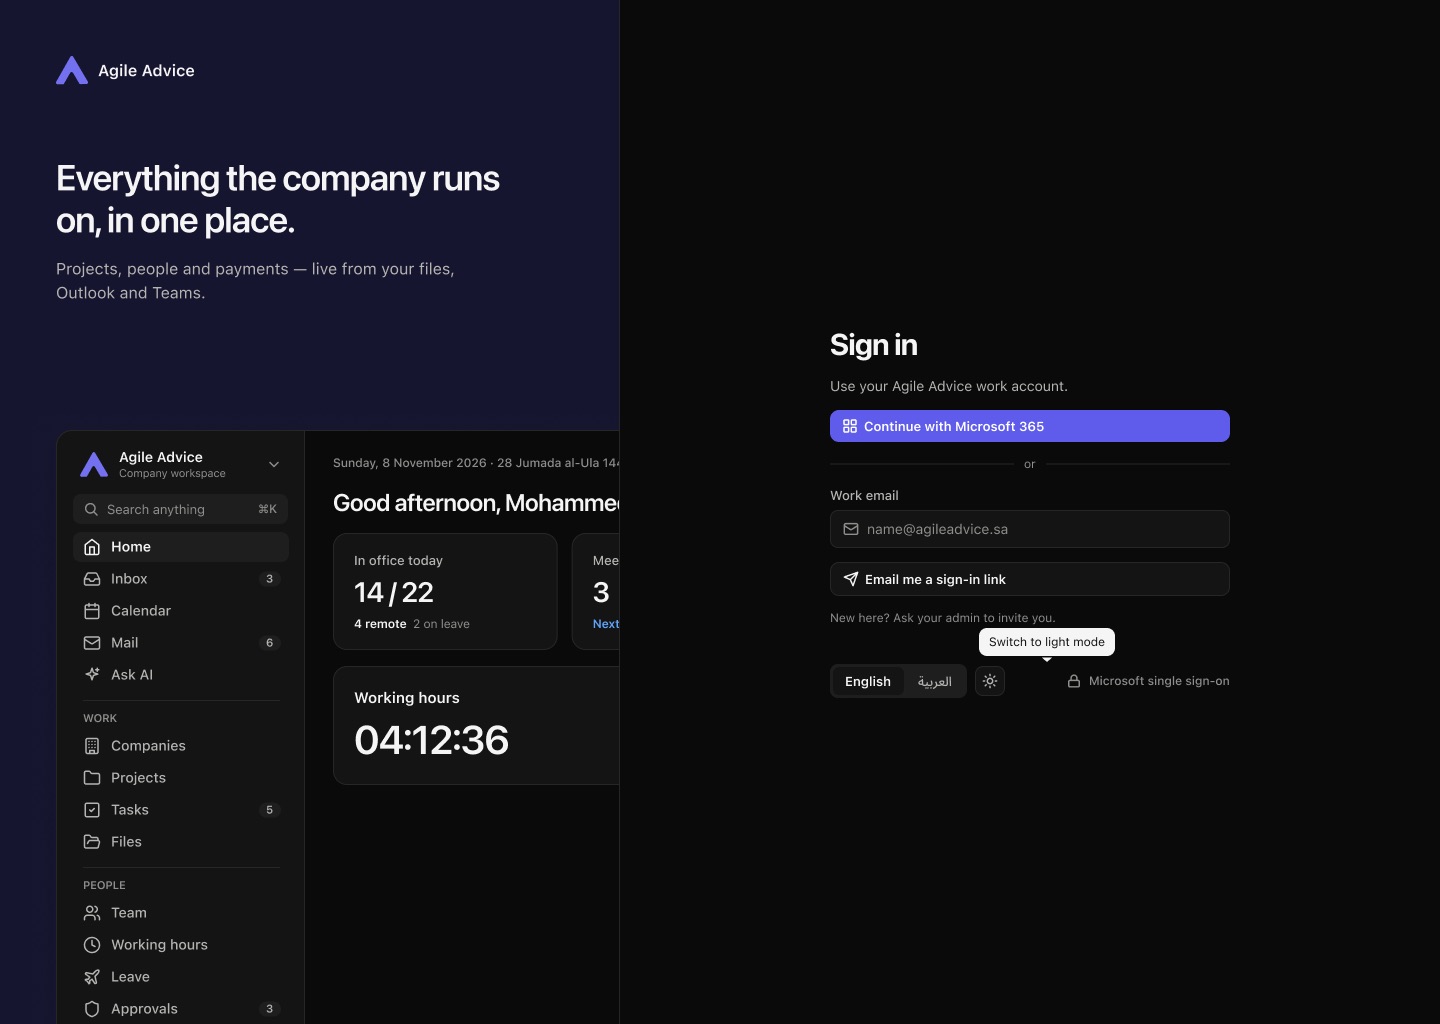 Agile Advice
Everything the company runs
on, in one place.
Projects, people and payments — live from your files,
Outlook and Teams.
Agile Advice
Company workspace
Search anything ⌘K
Home
Inbox 3
Calendar
Mail 6
Ask AI
WORK
Companies
Projects
Tasks 5
Files
PEOPLE
Team
Working hours
Leave
Approvals 3
Sunday, 8 November 2026 · 28 Jumada al-Ula
Good afternoon,
In office today
14 / 22
4 remote 2 on leave
3
Next
Working hours
04:12:36
Sign in
Use your Agile Advice work account.
Continue with Microsoft 365
or
Work email
name@agileadvice.sa
Email me a sign-in link
New here? Ask your admin to invite you.
Switch to light mode
English العربية
Microsoft single sign-on